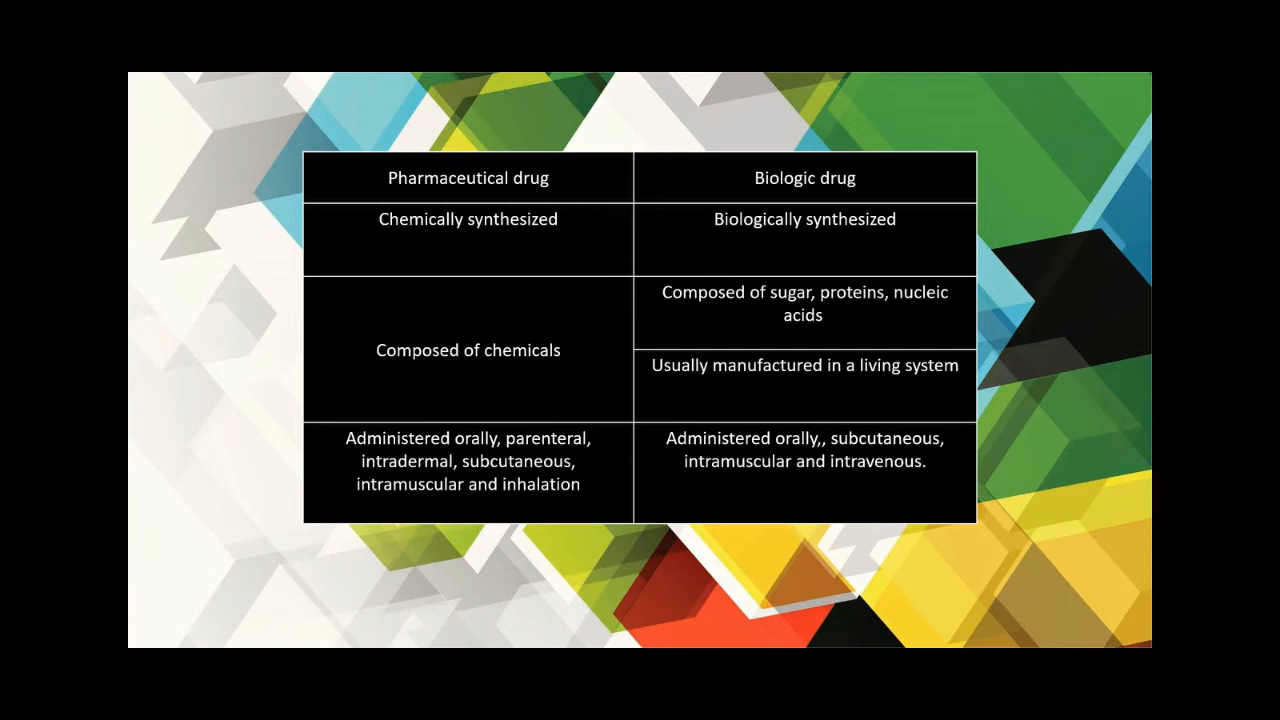 Pharmaceutical drug
Biologic drug
Chemically synthesized
Biologically synthesized
Composed of chemicals
Composed of sugar, proteins, nucleic
acids
Usually manufactured in a living system
Administered orally, parenteral,
intradermal, subcutaneous,
intramuscular and inhalation
Administered orally,, subcutaneous,
intramuscular and intravenous.